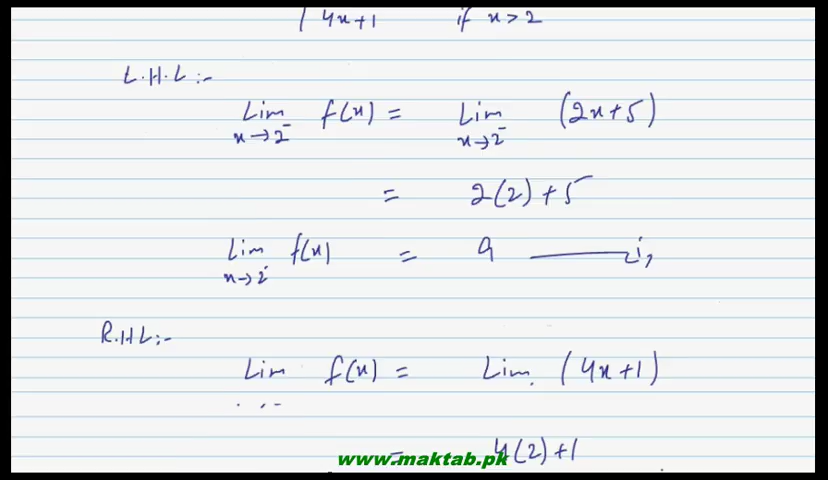 4x+1 if x>2
L.H.L:-
Lim x→2⁻ f(x) = Lim x→2⁻ (2x+5)
= 2(2)+5
Lim x→2⁻ f(x) = 9 — i,
R.H.L:-
Lim f(x) = Lim (4x+1)
= 4(2)+1
www.maktab.pk